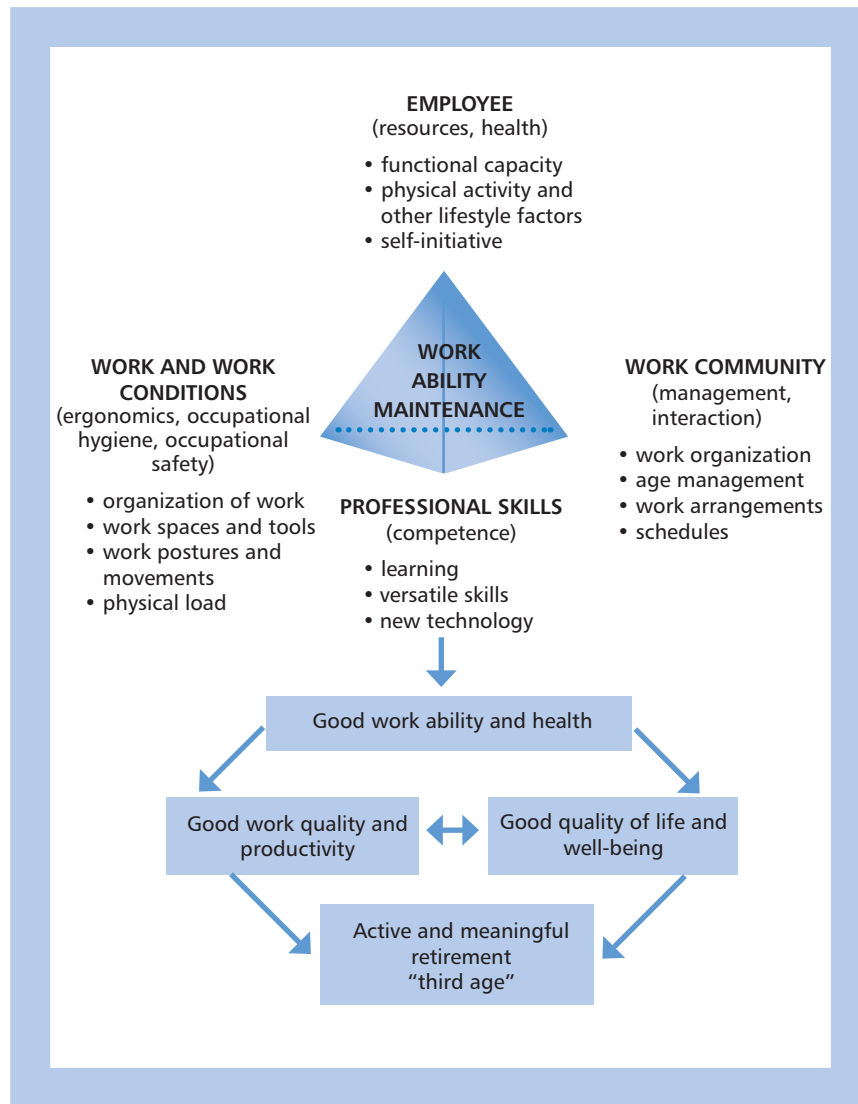 EMPLOYEE
(resources, health)
• functional capacity
• physical activity and
other lifestyle factors
• self-initiative
WORK
ABILITY
MAINTENANCE
WORK AND WORK
CONDITIONS
(ergonomics, occupational
hygiene, occupational
safety)
• organization of work
• work spaces and tools
• work postures and
movements
• physical load
WORK COMMUNITY
(management,
interaction)
• work organization
• age management
• work arrangements
• schedules
PROFESSIONAL SKILLS
(competence)
• learning
• versatile skills
• new technology
Good work ability and health
Good work quality and
productivity
Good quality of life and
well-being
Active and meaningful
retirement
“third age”